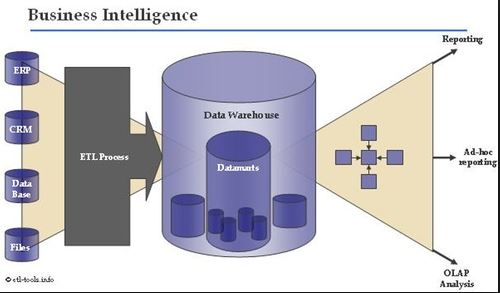 Business Intelligence
Reporting
ERP
CRM
Data Warehouse
ETL Process
Datamarts
Ad-hoc
reporting
Data
Base
Files
© etl-tools.info
OLAP
Analysis